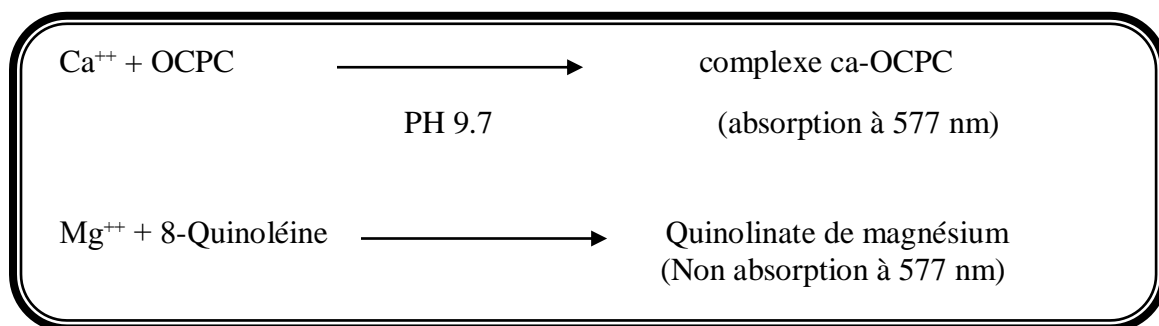 Ca⁺⁺ + OCPC complexe ca-OCPC
PH 9.7 (absorption à 577 nm)
Mg⁺⁺ + 8-Quinoléine Quinolinate de magnésium
(Non absorption à 577 nm)